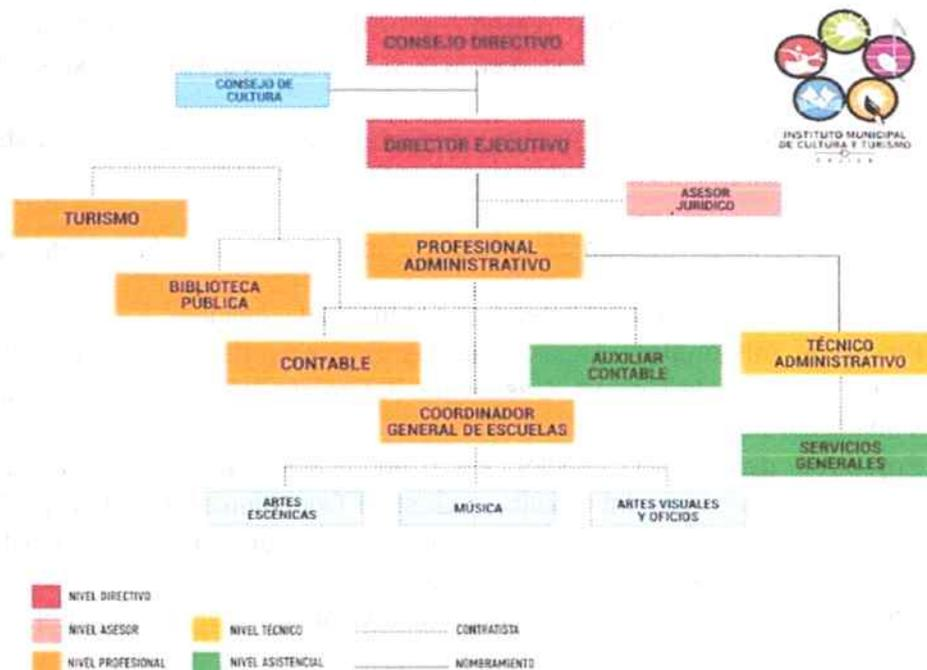 CONSEJO DIRECTIVO
CONSEJO DE
CULTURA
INSTITUTO MUNICIPAL
DE CULTURA Y TURISMO
DIRECTOR EJECUTIVO
ASESOR
JURÍDICO
TURISMO
PROFESIONAL
ADMINISTRATIVO
BIBLIOTECA
PÚBLICA
CONTABLE
AUXILIAR
CONTABLE
TÉCNICO
ADMINISTRATIVO
COORDINADOR
GENERAL DE ESCUELAS
SERVICIOS
GENERALES
ARTES
ESCÉNICAS
MÚSICA
ARTES VISUALES
Y OFICIOS
NIVEL DIRECTIVO
NIVEL ASESOR
NIVEL TÉCNICO
CONTRATISTA
NIVEL PROFESIONAL
NIVEL ASISTENCIAL
NOMBRAMIENTO